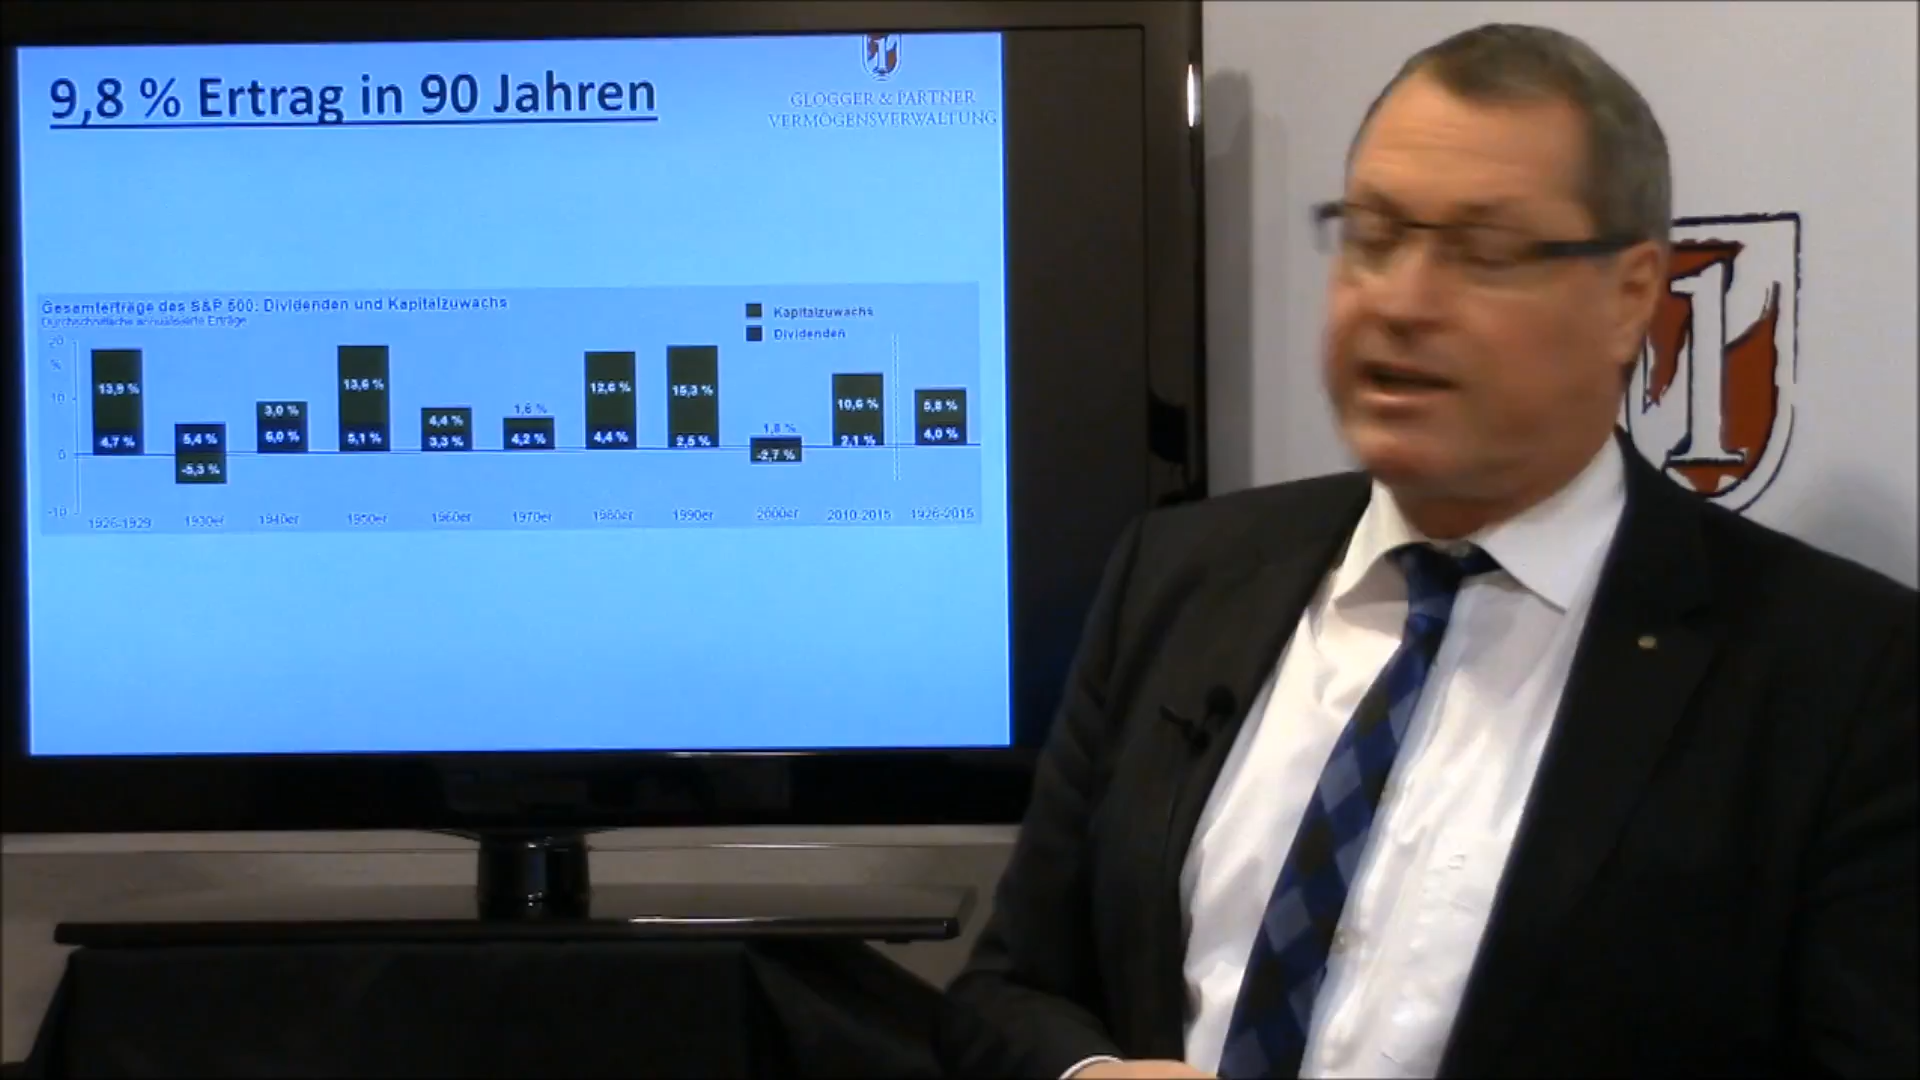 9,8 % Ertrag in 90 Jahren
1
GLOGGER & PARTNER
VERMÖGENSVERWALTUNG
Gesamterträge des S&P 500: Dividenden und Kapitalzuwachs
Durchschnittliche annualisierte Erträge
Kapitalzuwachs
Dividenden
20
%
10
0
-10
13,9 % 3,0 % 13,6 % 4,4 % 1,6 % 12,6 % 15,3 % 1,8 % 10,6 % 5,8 %
4,7 % 5,4 % 6,0 % 5,1 % 3,3 % 4,2 % 4,4 % 2,5 % 2,1 % 4,0 %
-5,3 % -2,7 %
1926-1929 1930er 1940er 1950er 1960er 1970er 1980er 1990er 2000er 2010-2015 1926-2015
1